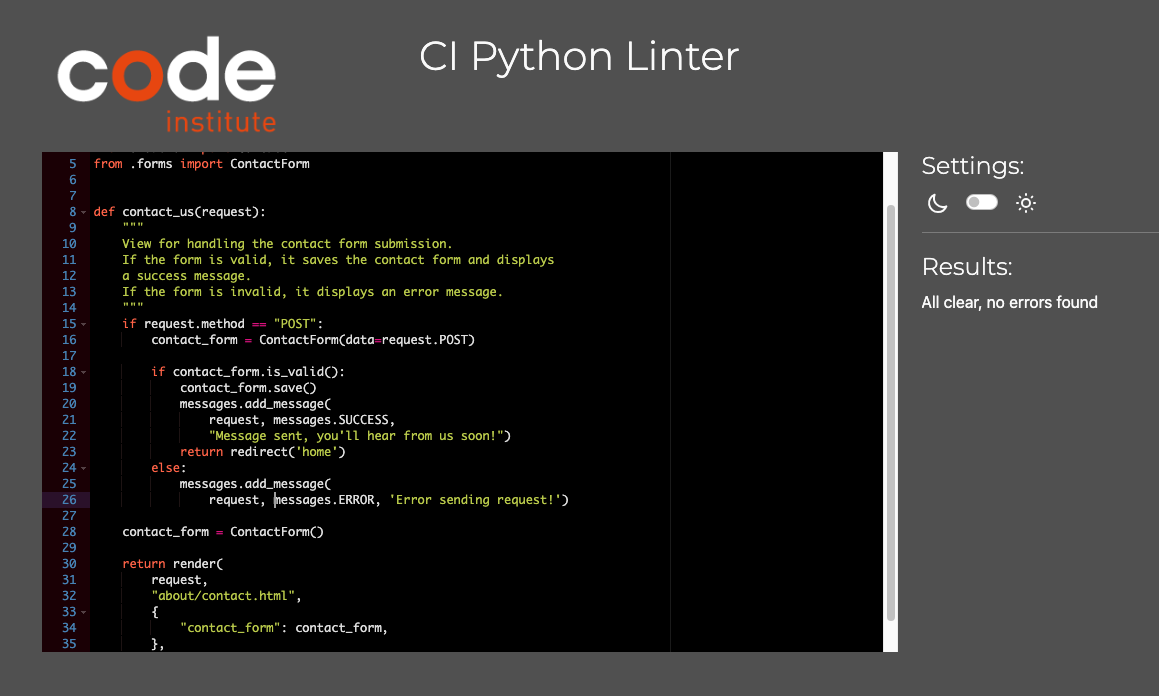 code
institute
CI Python Linter
5 from .forms import ContactForm
6
7
8 def contact_us(request):
9     """
10     View for handling the contact form submission.
11     If the form is valid, it saves the contact form and displays
12     a success message.
13     If the form is invalid, it displays an error message.
14     """
15     if request.method == "POST":
16         contact_form = ContactForm(data=request.POST)
17
18         if contact_form.is_valid():
19             contact_form.save()
20             messages.add_message(
21                 request, messages.SUCCESS,
22                 "Message sent, you'll hear from us soon!")
23             return redirect('home')
24         else:
25             messages.add_message(
26                 request, messages.ERROR, 'Error sending request!')
27
28     contact_form = ContactForm()
29
30     return render(
31         request,
32         "about/contact.html",
33         {
34             "contact_form": contact_form,
35         },
Settings:
Results:
All clear, no errors found